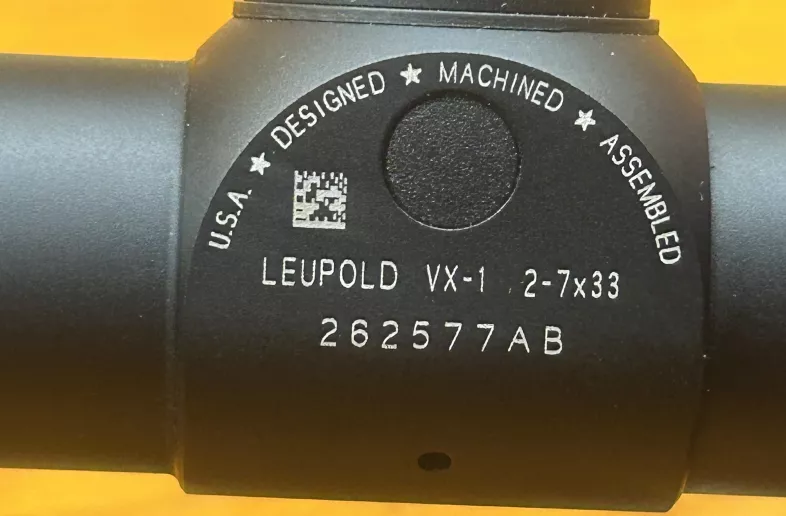 U.S.A. ★ DESIGNED ★ MACHINED ★ ASSEMBLED
LEUPOLD VX-1 2-7x33
262577AB